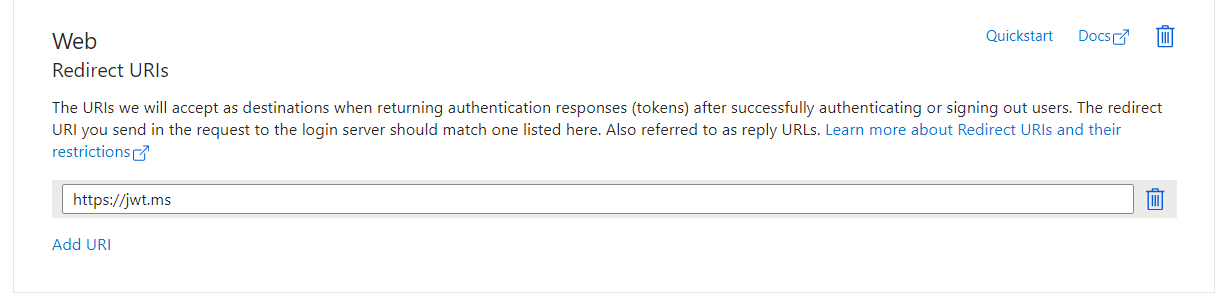 Web
Quickstart Docs
Redirect URIs
The URIs we will accept as destinations when returning authentication responses (tokens) after successfully authenticating or signing out users. The redirect
URI you send in the request to the login server should match one listed here. Also referred to as reply URLs. Learn more about Redirect URIs and their
restrictions
https://jwt.ms
Add URI